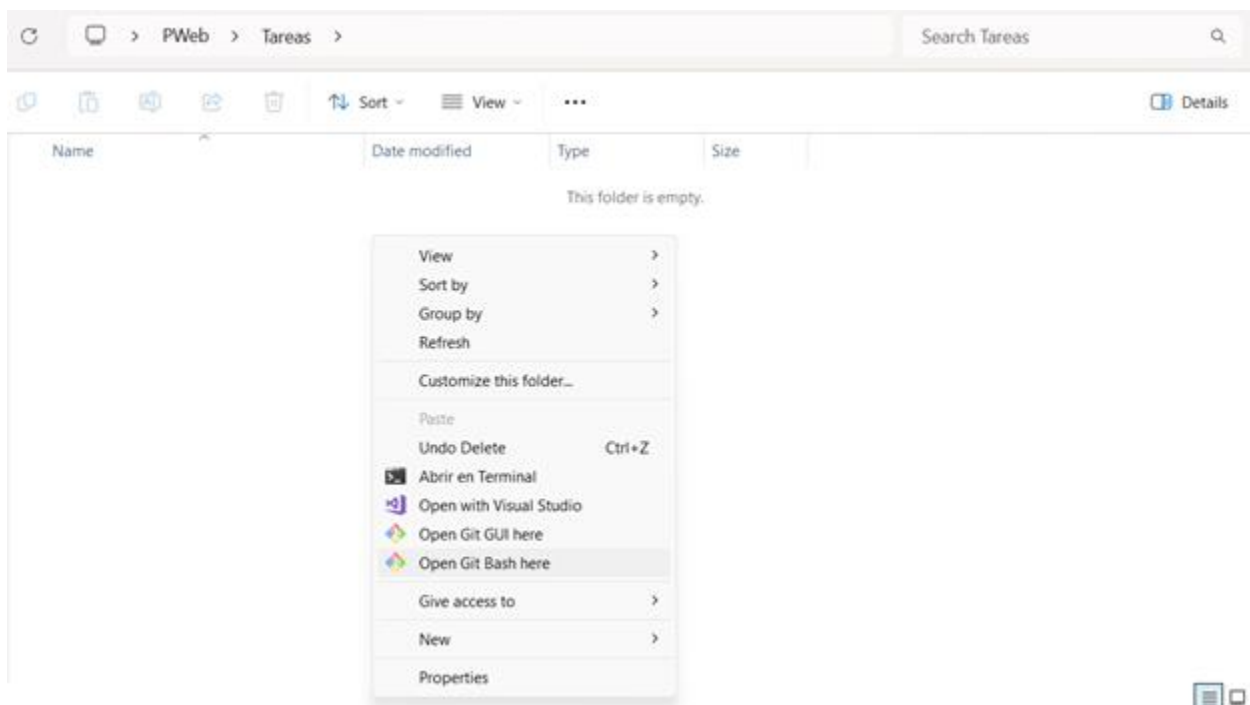 PWeb > Tareas >
Search Tareas
Sort
View
...
Details
Name
Date modified
Type
Size
This folder is empty.
View
Sort by
Group by
Refresh
Customize this folder...
Paste
Undo Delete Ctrl+Z
Abrir en Terminal
Open with Visual Studio
Open Git GUI here
Open Git Bash here
Give access to
New
Properties